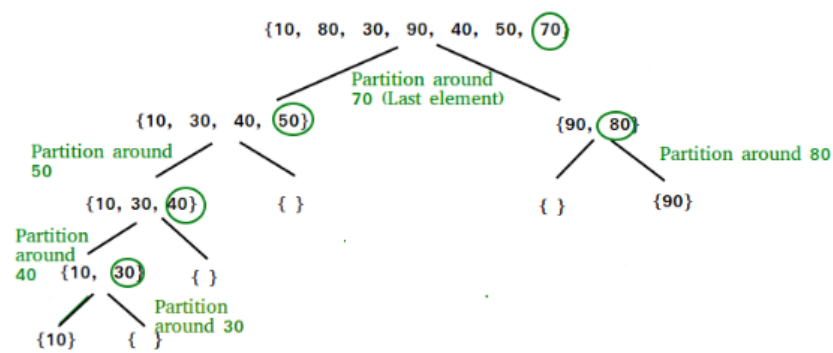 {10, 80, 30, 90, 40, 50, 70}
Partition around
70 (Last element)
{10, 30, 40, 50}
{90, 80}
Partition around
50
Partition around 80
{10, 30, 40}
{ }
{ }
{90}
Partition
around
40
{10, 30}
{ }
Partition
around 30
{10}
{ }